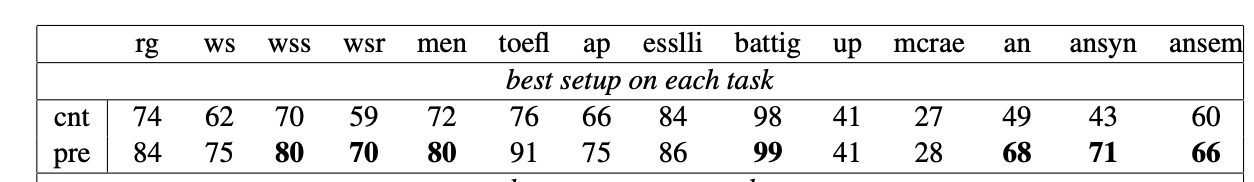 rg ws wss wsr men toefl ap esslli battig up mcrae an ansyn ansem
best setup on each task
cnt 74 62 70 59 72 76 66 84 98 41 27 49 43 60
pre 84 75 80 70 80 91 75 86 99 41 28 68 71 66